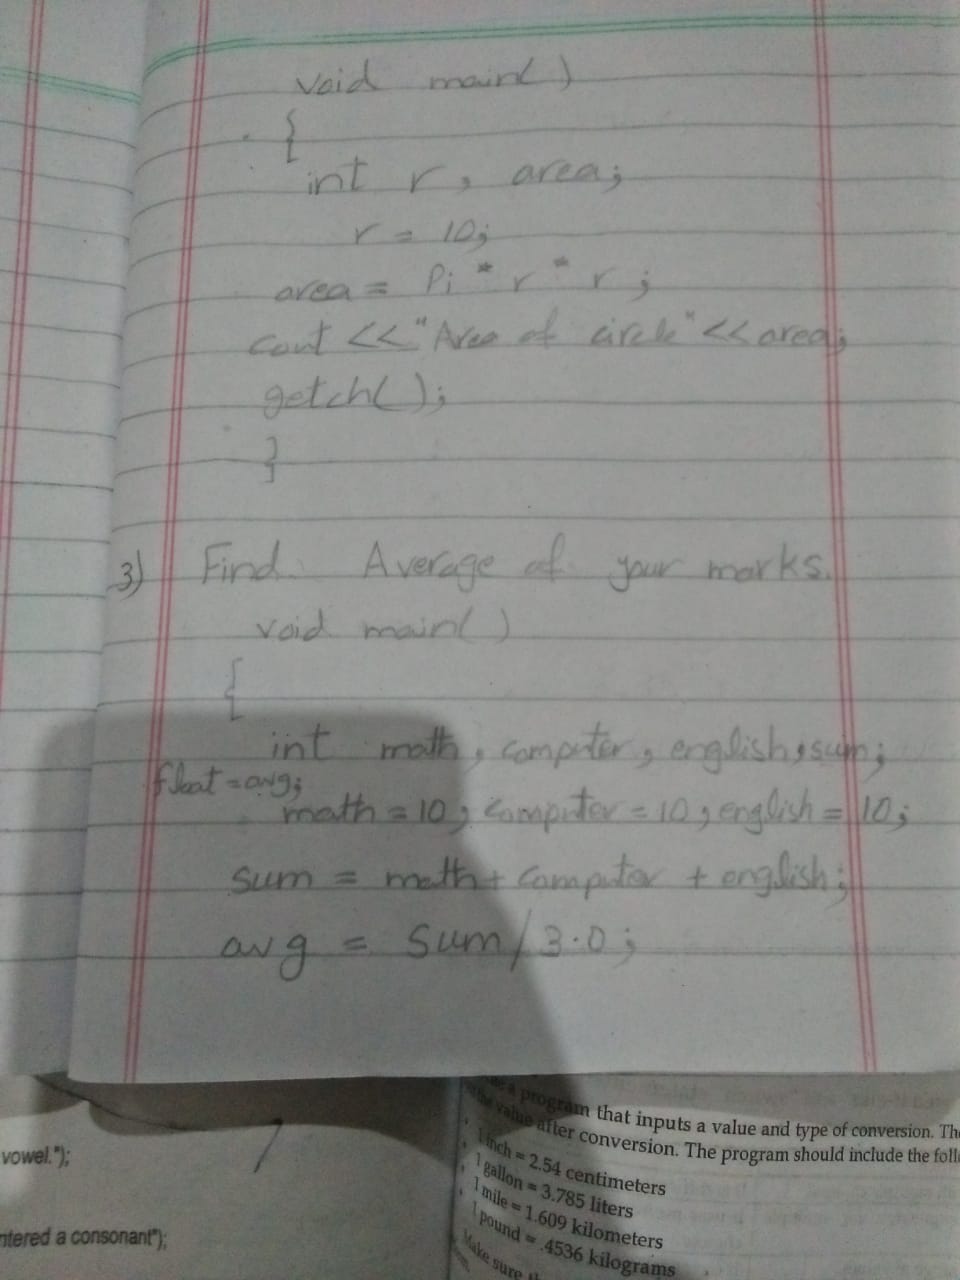 void main()
{
int r, area;
r = 10;
area = Pi * r * r;
cout <<"Area of circle"<< area;
getch();
}
3) Find Average of your marks.
void main()
{
int math, computer, english, sum;
float = avg;
math = 10; computer = 10; english = 10;
sum = math + computer + english;
avg = sum/3.0;
vowel.");
ntered a consonant");
a program that inputs a value and type of conversion. The
value after conversion. The program should include the foll
1 inch = 2.54 centimeters
1 gallon = 3.785 liters
1 mile = 1.609 kilometers
1 pound = .4536 kilograms
Make sure